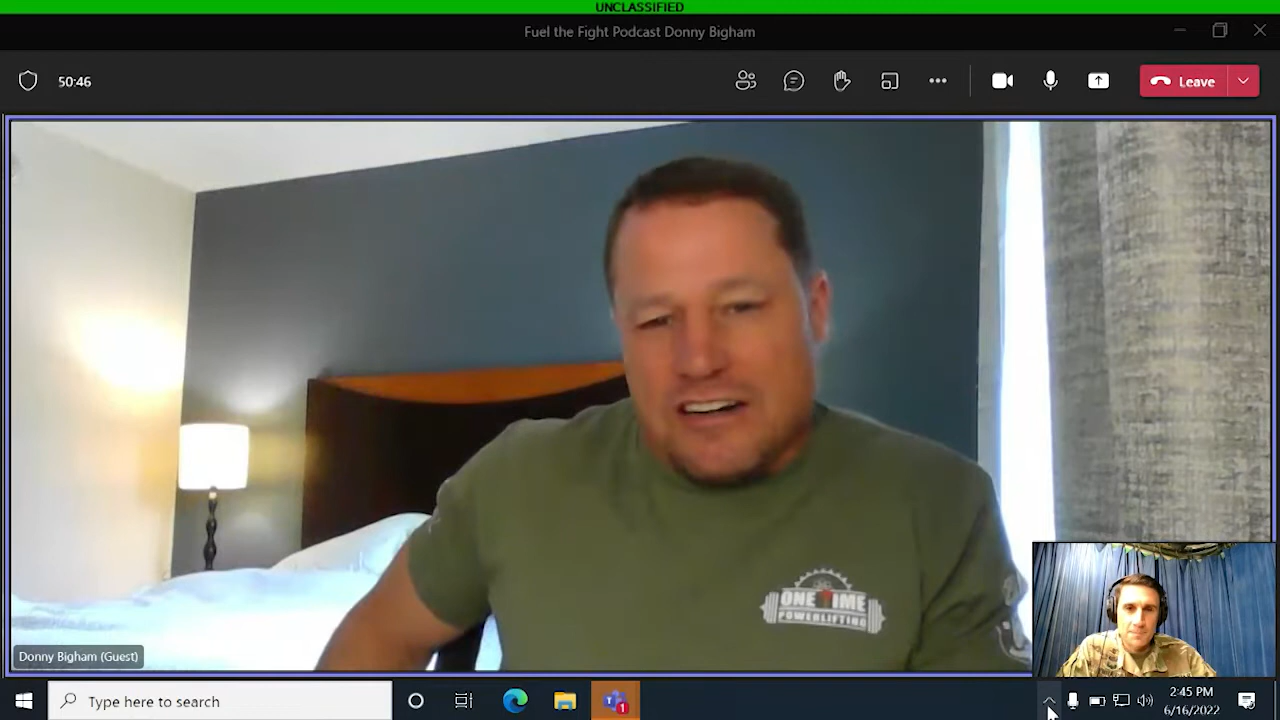 UNCLASSIFIED
Fuel the Fight Podcast Donny Bigham
50:46
Leave
ONE TIME
POWERLIFTING
Donny Bigham (Guest)
Type here to search
1
2:45 PM
6/16/2022